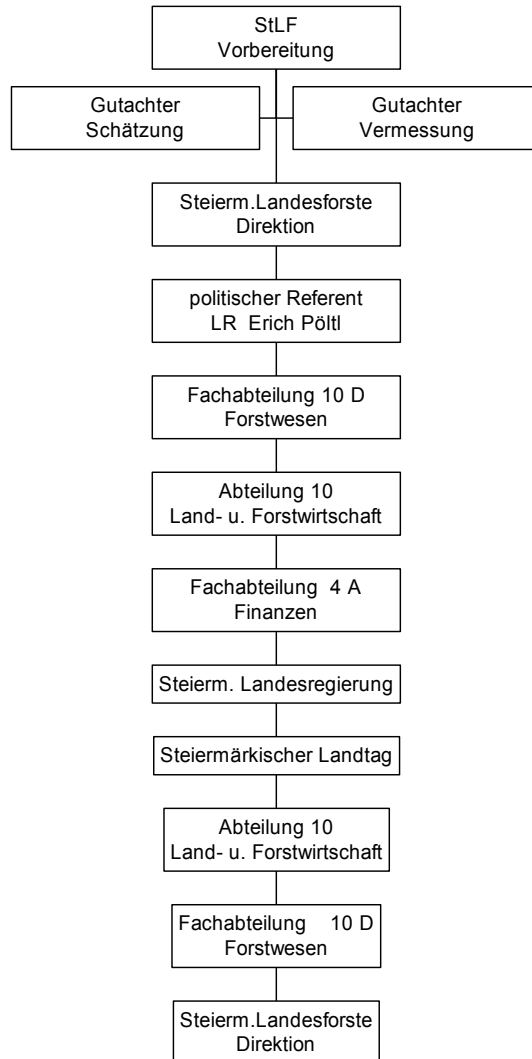 StLF
Vorbereitung
Gutachter
Schätzung
Gutachter
Vermessung
Steierm.Landesforste
Direktion
politischer Referent
LR Erich Pöltl
Fachabteilung 10 D
Forstwesen
Abteilung 10
Land- u. Forstwirtschaft
Fachabteilung 4 A
Finanzen
Steierm. Landesregierung
Steiermärkischer Landtag
Abteilung 10
Land- u. Forstwirtschaft
Fachabteilung 10 D
Forstwesen
Steierm.Landesforste
Direktion